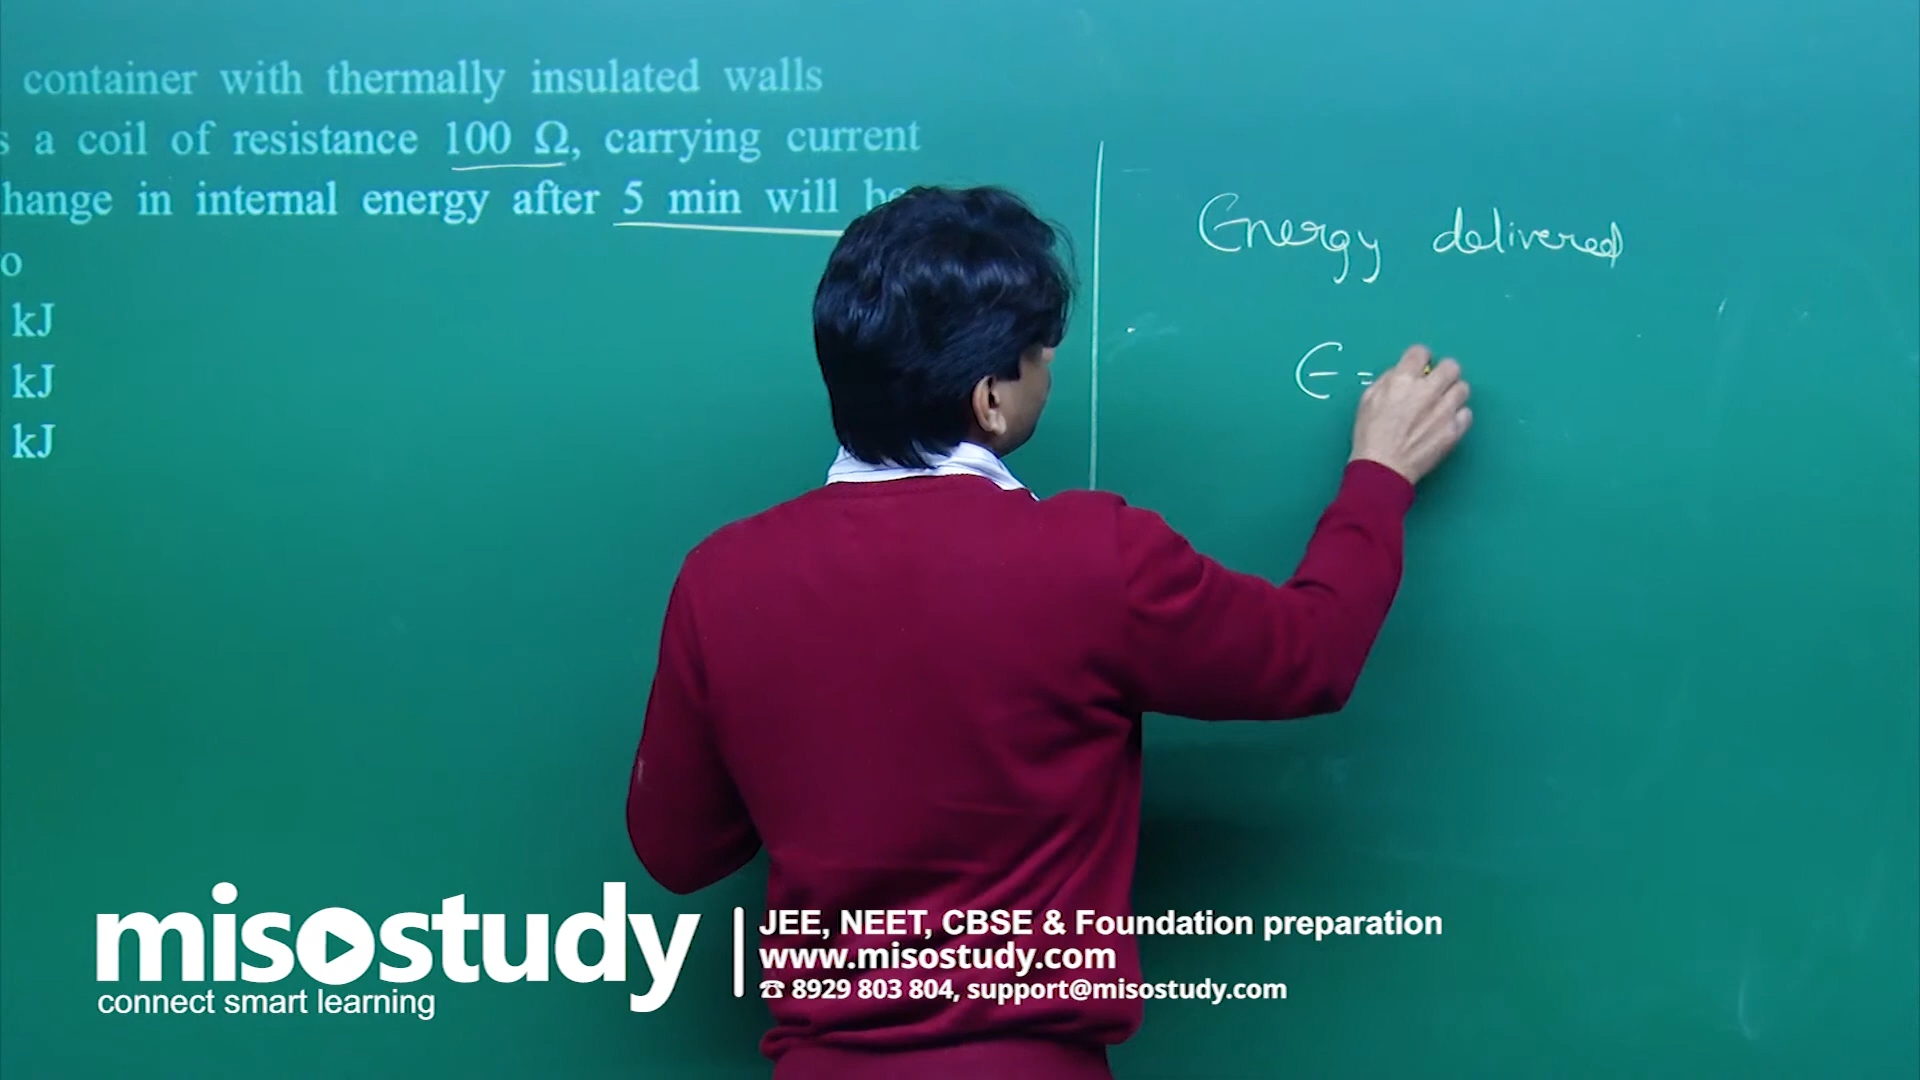 container with thermally insulated walls
s a coil of resistance 100 Ω, carrying current
hange in internal energy after 5 min will be
o
kJ
kJ
kJ
Energy delivered
E =
misostudy
connect smart learning
JEE, NEET, CBSE & Foundation preparation
www.misostudy.com
☎ 8929 803 804, support@misostudy.com